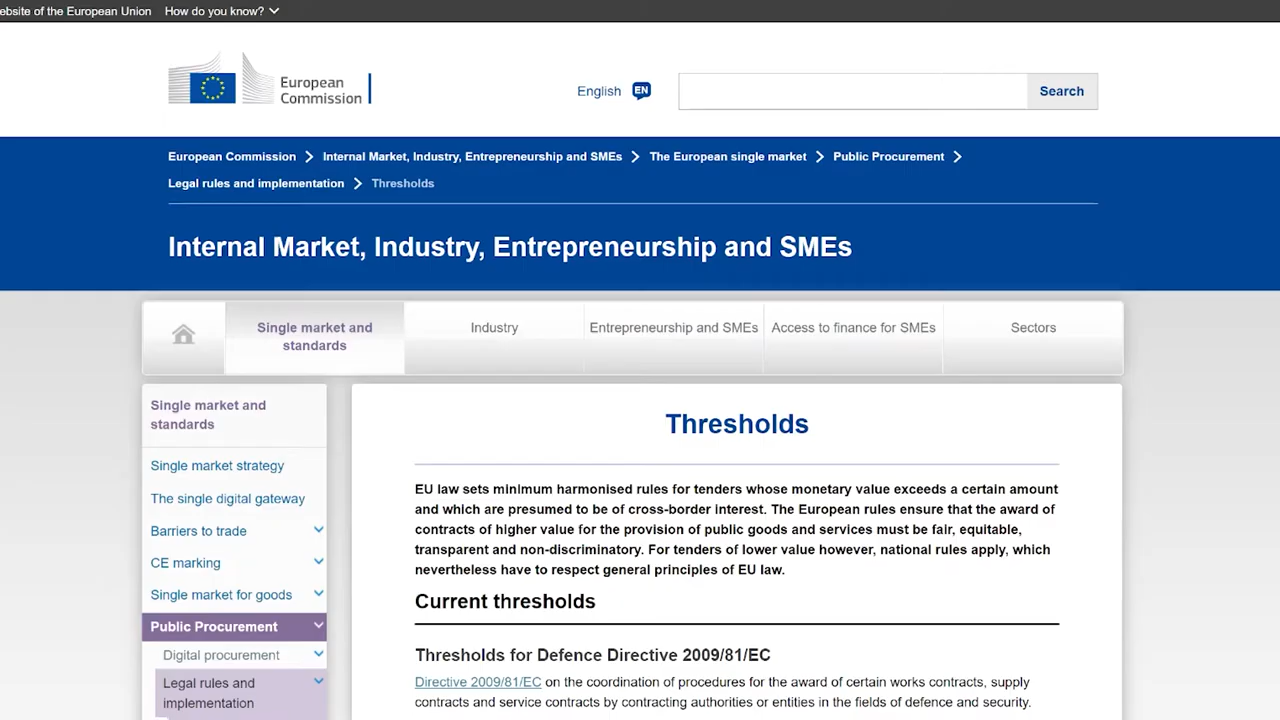 ebsite of the European Union How do you know?
European
Commission
English EN
Search
European Commission Internal Market, Industry, Entrepreneurship and SMEs The European single market Public Procurement
Legal rules and implementation Thresholds
Internal Market, Industry, Entrepreneurship and SMEs
Single market and
standards
Industry
Entrepreneurship and SMEs
Access to finance for SMEs
Sectors
Single market and
standards
Single market strategy
The single digital gateway
Barriers to trade
CE marking
Single market for goods
Public Procurement
Digital procurement
Legal rules and
implementation
Thresholds
EU law sets minimum harmonised rules for tenders whose monetary value exceeds a certain amount
and which are presumed to be of cross-border interest. The European rules ensure that the award of
contracts of higher value for the provision of public goods and services must be fair, equitable,
transparent and non-discriminatory. For tenders of lower value however, national rules apply, which
nevertheless have to respect general principles of EU law.
Current thresholds
Thresholds for Defence Directive 2009/81/EC
Directive 2009/81/EC on the coordination of procedures for the award of certain works contracts, supply
contracts and service contracts by contracting authorities or entities in the fields of defence and security.